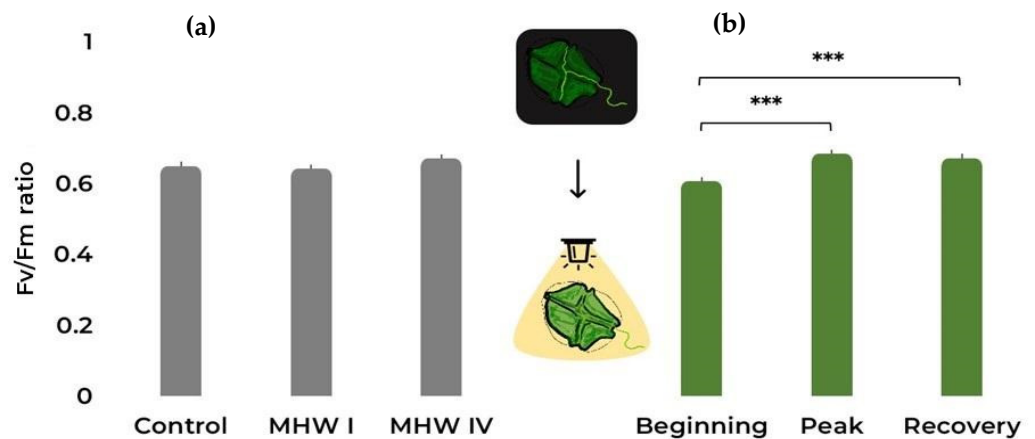 (a)
(b)
Fv/Fm ratio
1
0.8
0.6
0.4
0.2
0
***
***
Control MHW I MHW IV
Beginning Peak Recovery